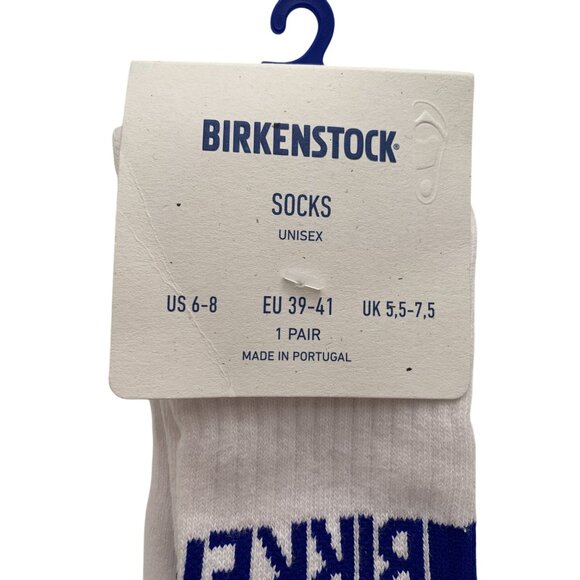 BIRKENSTOCK®
SOCKS
UNISEX
US 6-8 EU 39-41 UK 5,5-7,5
1 PAIR
MADE IN PORTUGAL
BIRKE